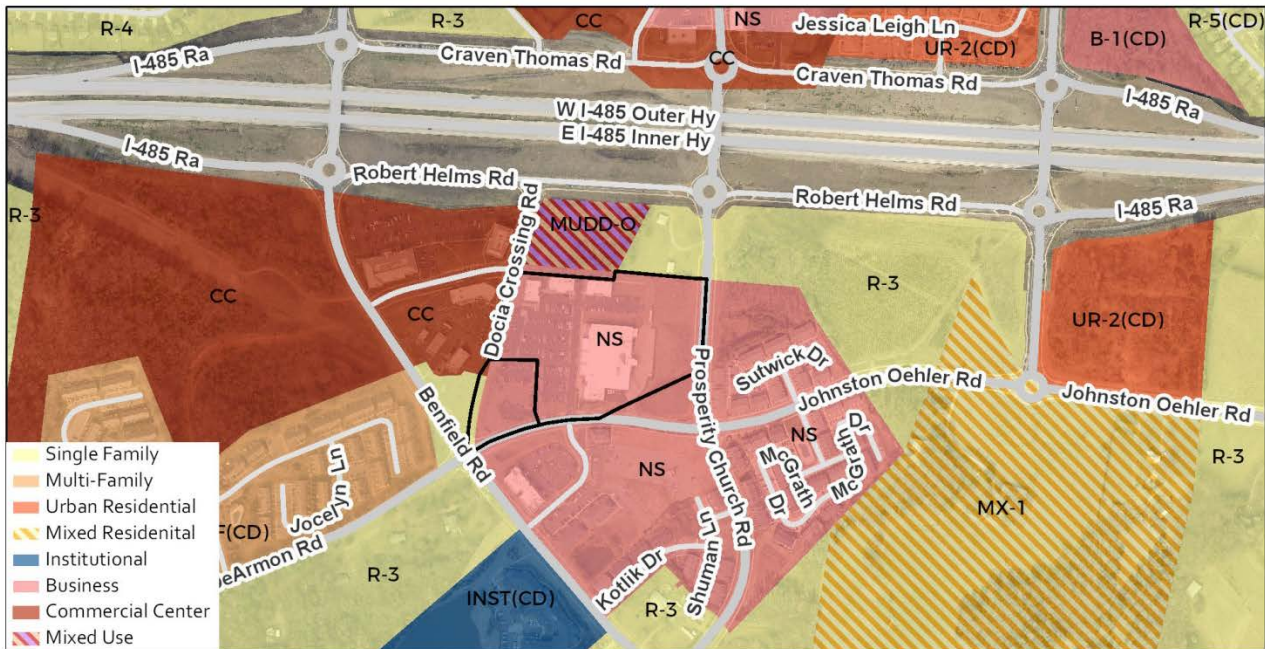 R-4
R-3
CC
NS
Jessica Leigh Ln
R-5(CD)
I-485 Ra
Craven Thomas Rd
CC
UR-2(CD)
B-1(CD)
Craven Thomas Rd
I-485 Ra
W I-485 Outer Hy
E I-485 Inner Hy
I-485 Ra
Robert Helms Rd
Robert Helms Rd
I-485 Ra
R-3
MUDD-O
Docia Crossing Rd
CC
CC
R-3
UR-2(CD)
NS
Prosperity Church Rd
Sutwick Dr
Johnston Oehler Rd
Johnston Oehler Rd
Benfield Rd
NS
McGrath Dr
McGrath Dr
NS
R-3
Jocelyn Ln
F(CD)
DeArmon Rd
MX-1
R-3
INST(CD)
Kotlik Dr
Shuman Ln
R-3
Single Family
Multi-Family
Urban Residential
Mixed Residental
Institutional
Business
Commercial Center
Mixed Use